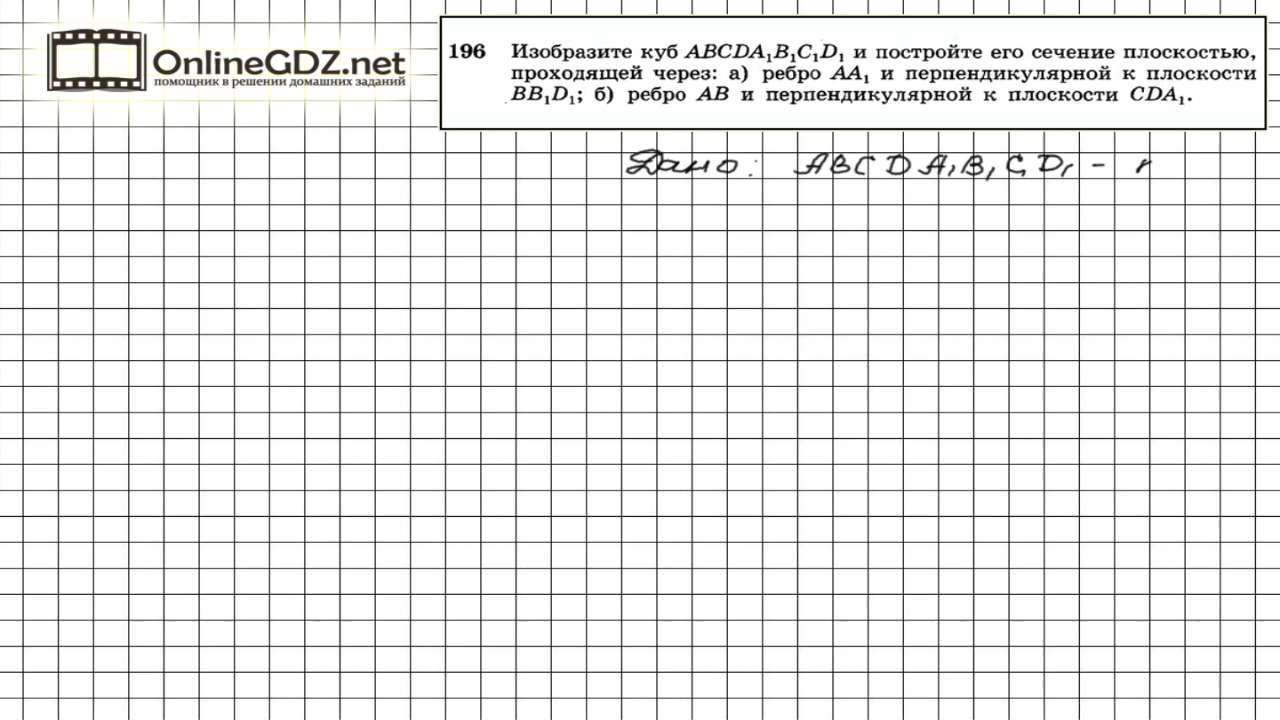 OnlineGDZ.net
помощник в решении домашних заданий
196 Изобразите куб ABCDA₁B₁C₁D₁ и постройте его сечение плоскостью,
проходящей через: а) ребро AA₁ и перпендикулярной к плоскости
BB₁D₁; б) ребро AB и перпендикулярной к плоскости CDA₁.
Дано: ABCDA₁B₁C₁D₁ –